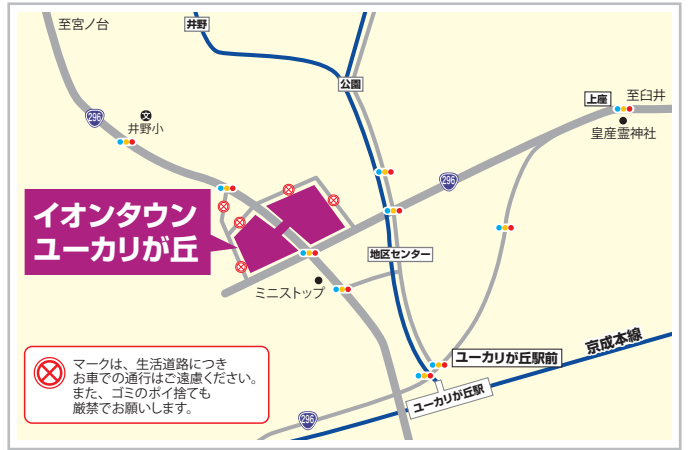 至宮ノ台
井野
公園
上座
至臼井
皇産霊神社
296
文
井野小
296
イオンタウン
ユーカリが丘
地区センター
ミニストップ
京成本線
ユーカリが丘駅前
ユーカリが丘駅
296
マークは、生活道路につき
お車での通行はご遠慮ください。
また、ゴミのポイ捨ても
厳禁でお願いします。